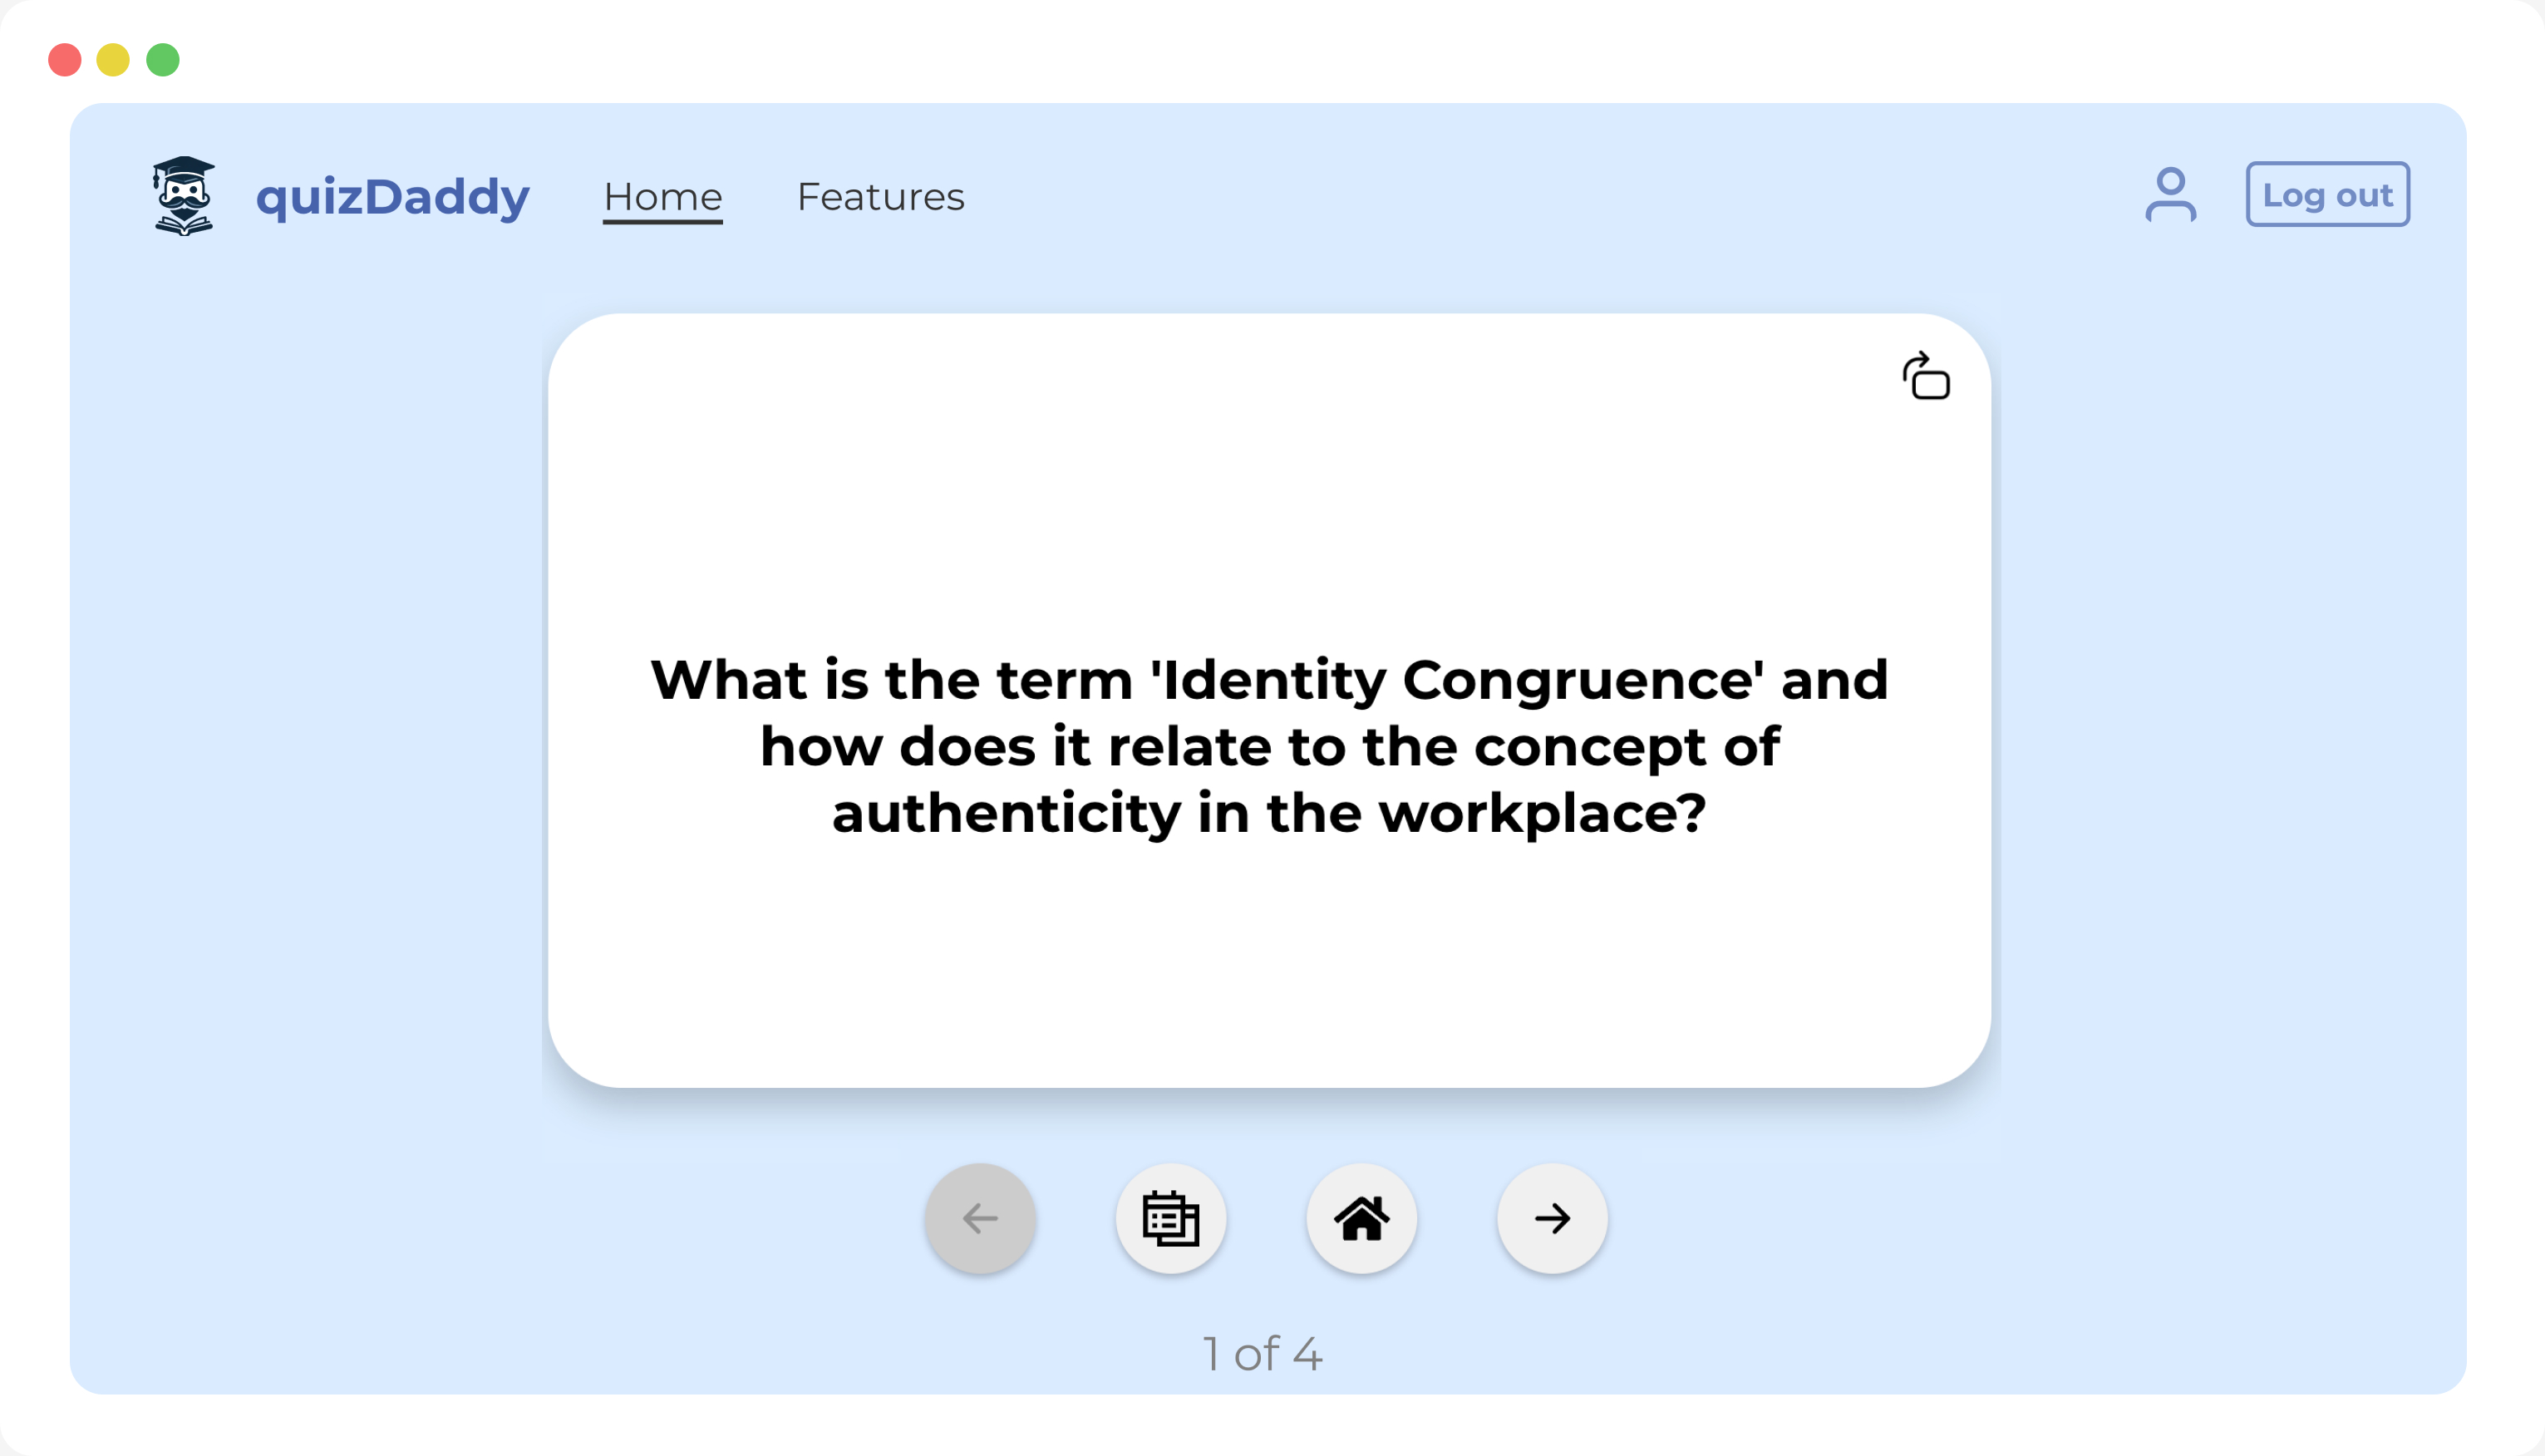 quizDaddy Home Features Log out
What is the term 'Identity Congruence' and
how does it relate to the concept of
authenticity in the workplace?
1 of 4